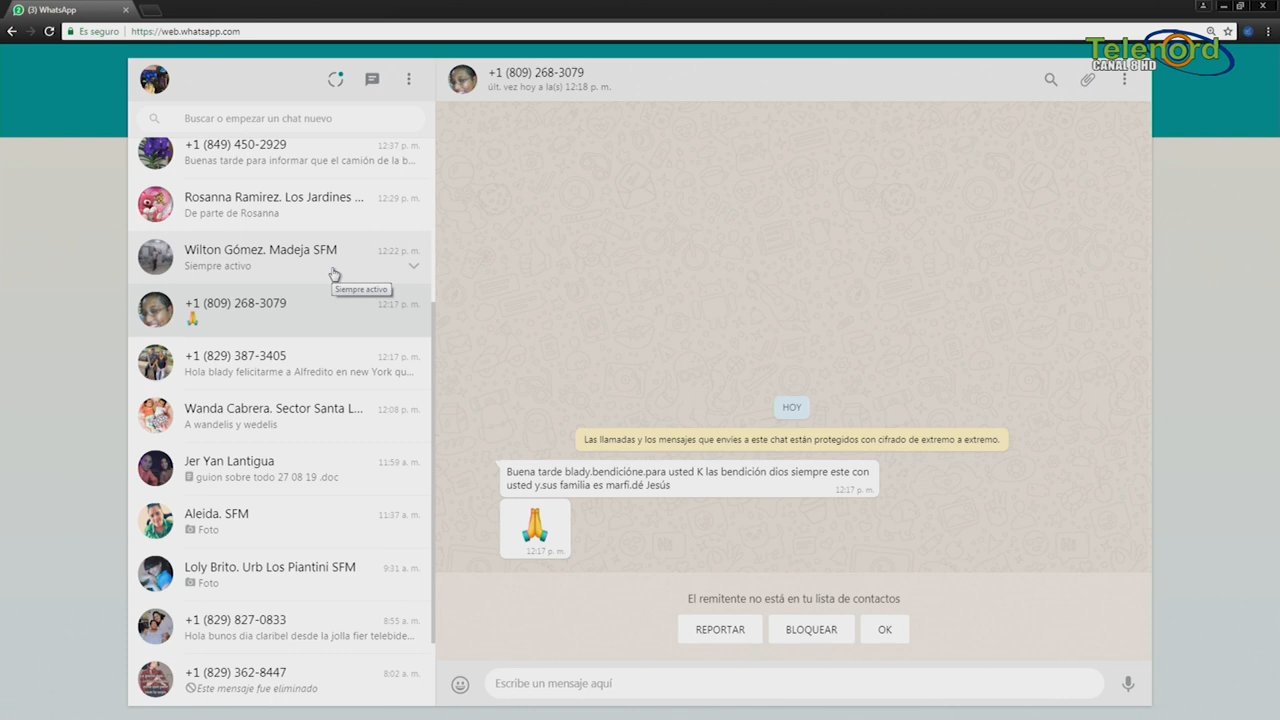 (3) WhatsApp
Es seguro
https://web.whatsapp.com
Telenord
CANAL 8 HD
Buscar o empezar un chat nuevo
+1 (849) 450-2929
12:37 p. m.
Buenas tarde para informar que el camión de la b...
Rosanna Ramirez. Los Jardines ...
12:29 p. m.
De parte de Rosanna
Wilton Gómez. Madeja SFM
12:22 p. m.
Siempre activo
Siempre activo
+1 (809) 268-3079
12:17 p. m.
🙏
+1 (829) 387-3405
12:17 p. m.
Hola blady felicitarme a Alfredito en new York qu...
Wanda Cabrera. Sector Santa L...
12:08 p. m.
A wandelis y wedelis
Jer Yan Lantigua
11:59 a. m.
guion sobre todo 27 08 19 .doc
Aleida. SFM
11:37 a. m.
Foto
Loly Brito. Urb Los Piantini SFM
9:31 a. m.
Foto
+1 (829) 827-0833
8:55 a. m.
Hola bunos dia claribel desde la jolla fier telebide...
+1 (829) 362-8447
8:02 a. m.
Este mensaje fue eliminado
+1 (809) 268-3079
últ. vez hoy a la(s) 12:18 p. m.
HOY
Las llamadas y los mensajes que envíes a este chat están protegidos con cifrado de extremo a extremo.
Buena tarde blady.bendicióne.para usted K las bendición dios siempre este con
usted y.sus familia es marfi.dé Jesús
12:17 p. m.
🙏
12:17 p. m.
El remitente no está en tu lista de contactos
REPORTAR
BLOQUEAR
OK
Escribe un mensaje aquí